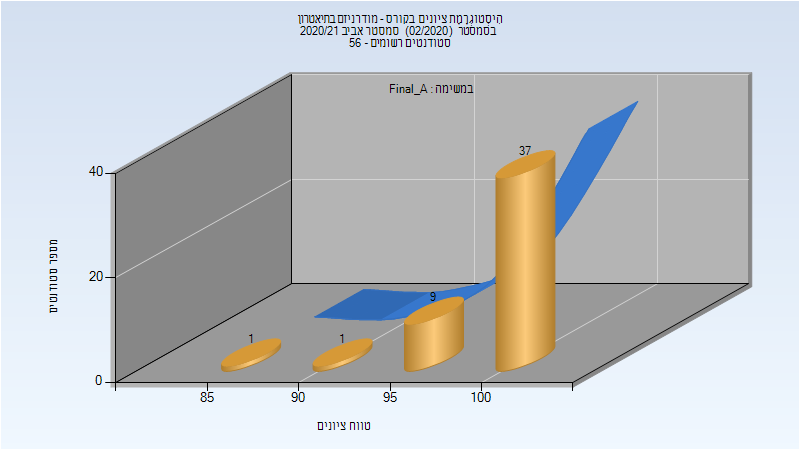 היסטוגרמת ציונים בקורס - מודרניזם בתיאטרון
בסמסטר (02/2020) סמסטר אביב 2020/21
סטודנטים רשומים - 56
במשימה : Final_A
מספר סטודנטים
40
20
0
1
1
9
37
85
90
95
100
טווח ציונים